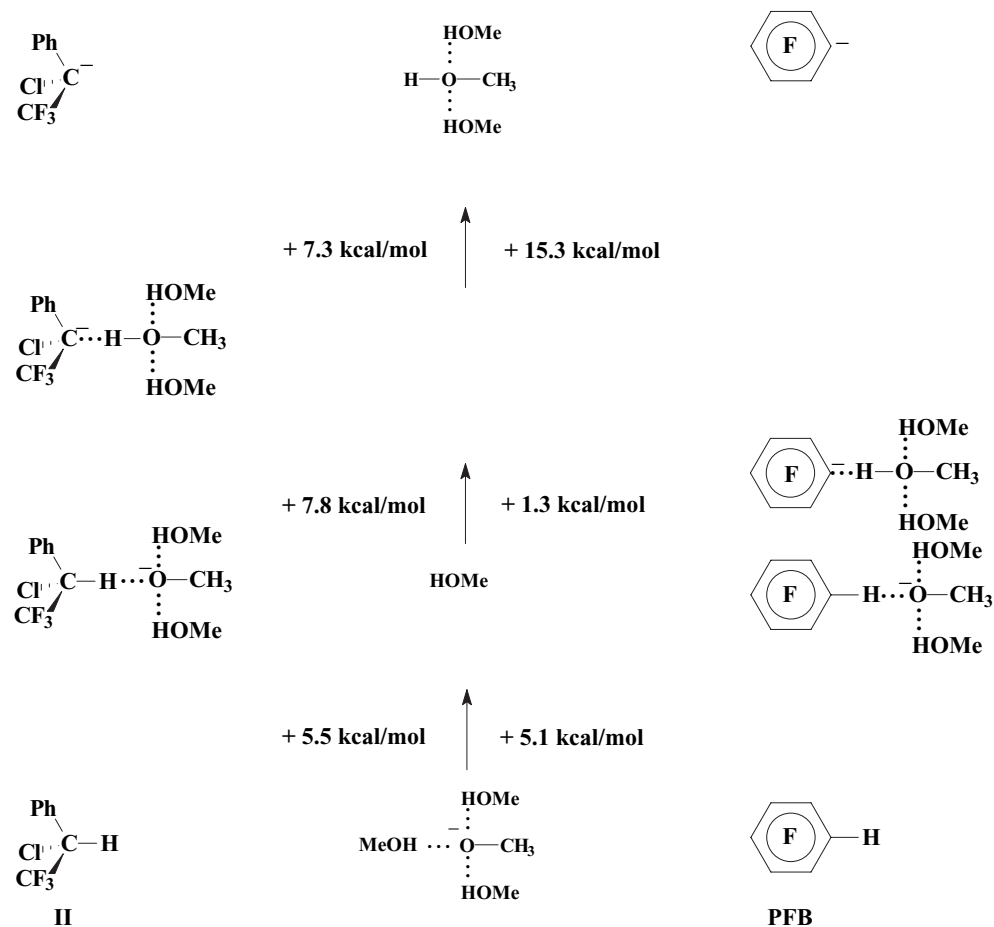 Ph
C
–
Cl
CF3
HOMe
H—O—CH3
HOMe
F
–
+ 7.3 kcal/mol
+ 15.3 kcal/mol
Ph
Cl
C
–
···H—O—CH3
CF3
HOMe
HOMe
HOMe
F
–
···H—O—CH3
HOMe
+ 7.8 kcal/mol
+ 1.3 kcal/mol
Ph
Cl
C—H···
–
O—CH3
CF3
HOMe
HOMe
HOMe
HOMe
F
H···
–
O—CH3
HOMe
+ 5.5 kcal/mol
+ 5.1 kcal/mol
Ph
Cl
C—H
CF3
HOMe
MeOH ···
–
O—CH3
HOMe
F
—H
II
PFB